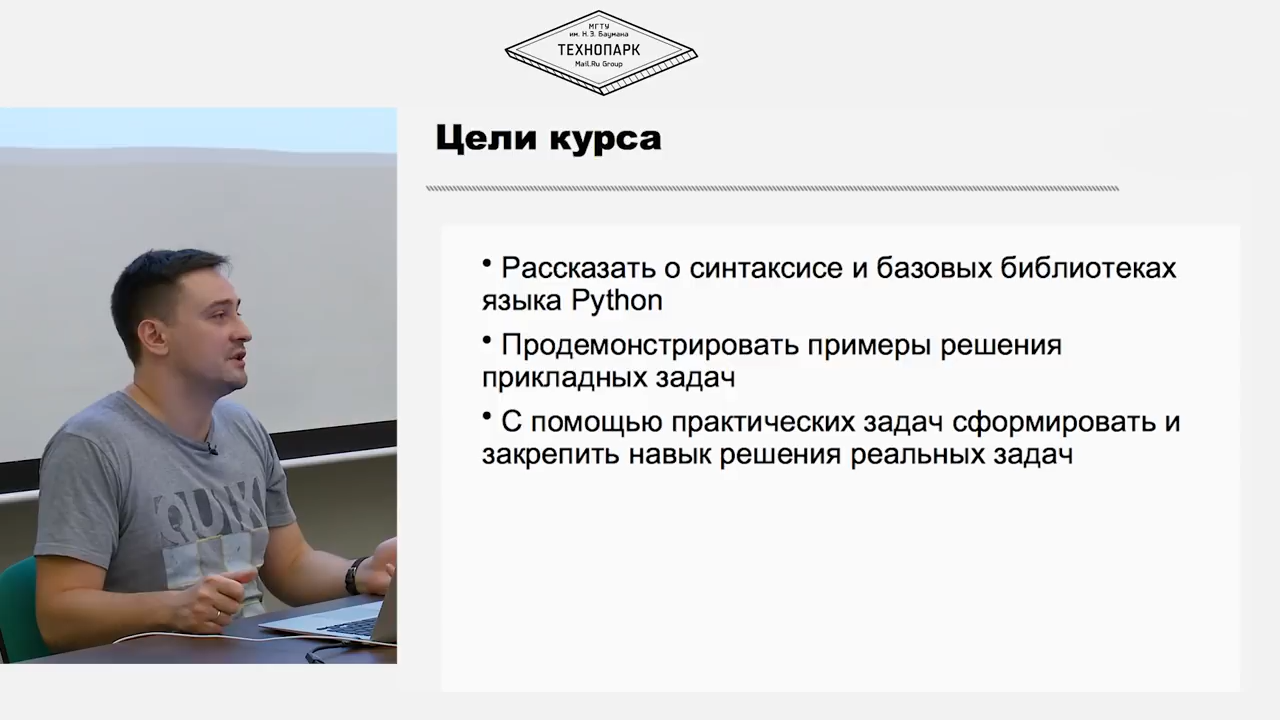 МГТУ
им. Н.Э. Баумана
ТЕХНОПАРК
Mail.Ru Group
Цели курса
• Рассказать о синтаксисе и базовых библиотеках
языка Python
• Продемонстрировать примеры решения
прикладных задач
• С помощью практических задач сформировать и
закрепить навык решения реальных задач